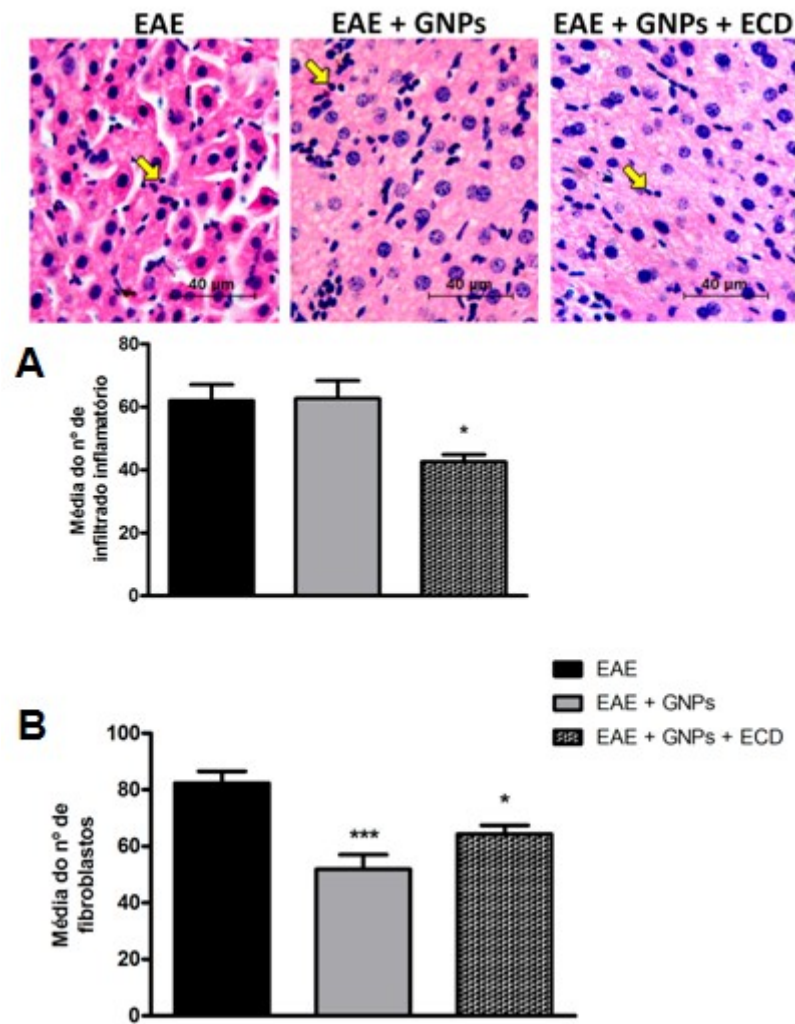 EAE
EAE + GNPs
EAE + GNPs + ECD
40 µm
40 µm
40 µm
A
Média do nº de
infiltrado inflamatório
80
60
40
20
0
*
EAE
EAE + GNPs
EAE + GNPs + ECD
B
Média do nº de
fibroblastos
100
80
60
40
20
0
***
*